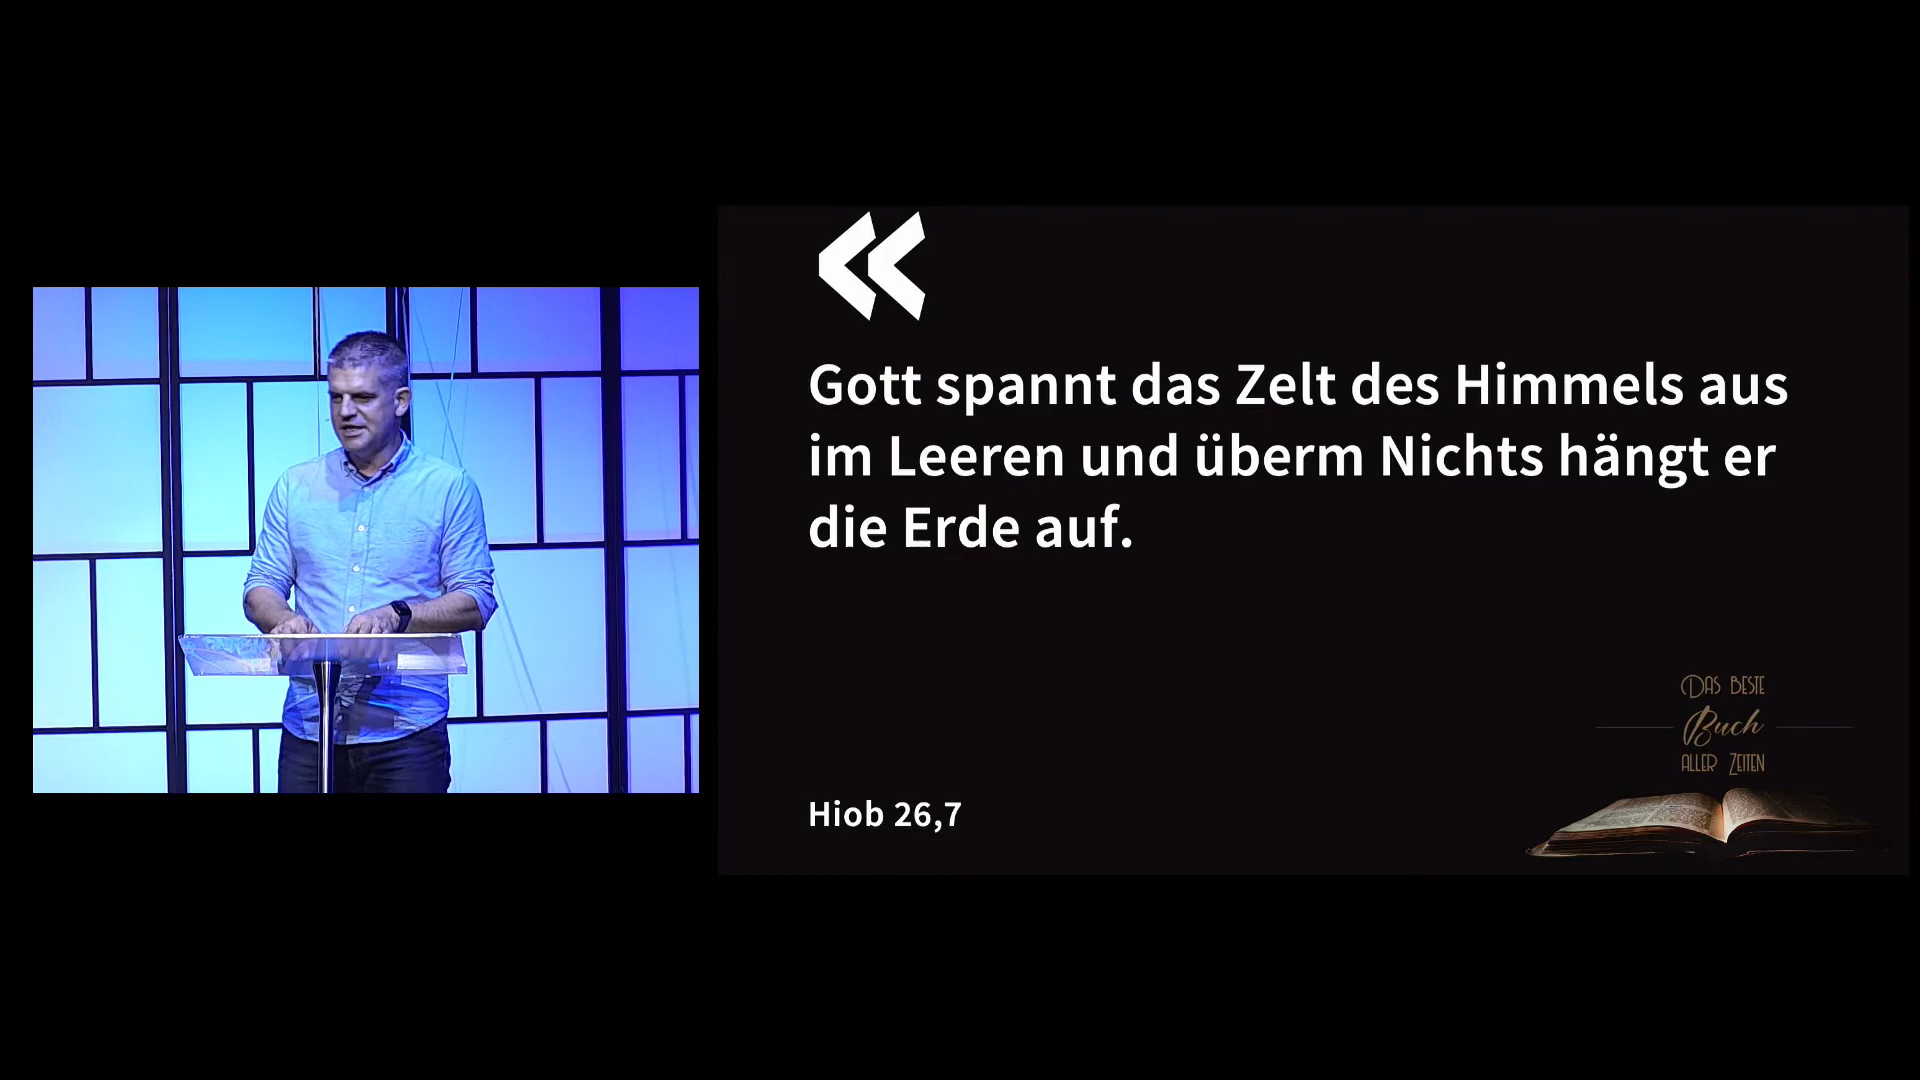 «
Gott spannt das Zelt des Himmels aus
im Leeren und überm Nichts hängt er
die Erde auf.
Hiob 26,7
Das beste
Buch
aller Zeiten